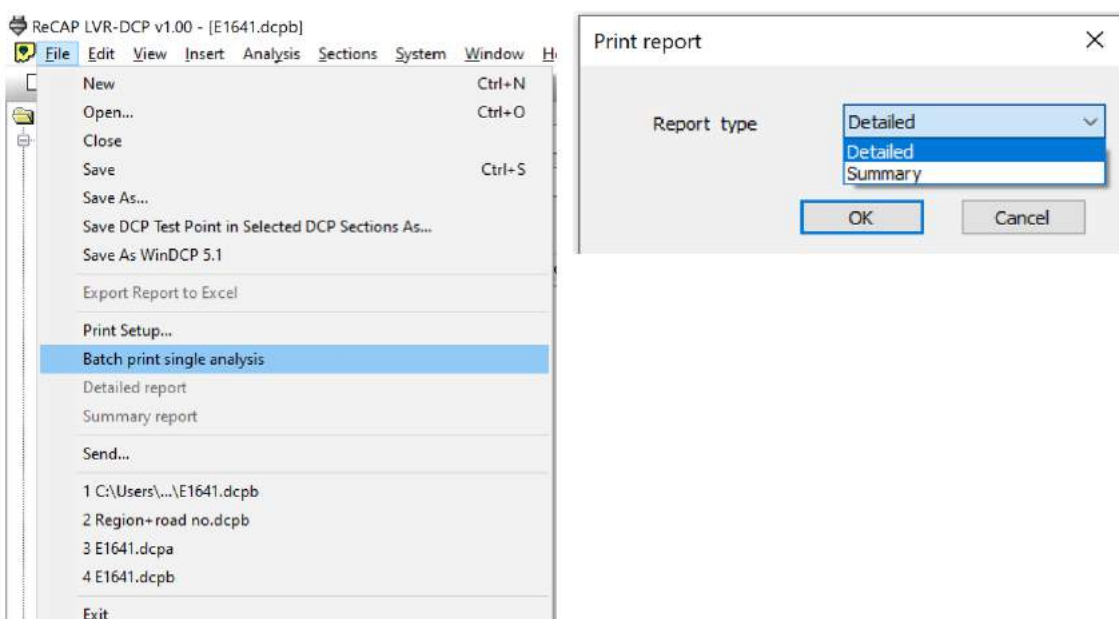 ReCAP LVR-DCP v1.00 - [E1641.dcpb]
File Edit View Insert Analysis Sections System Window
New Ctrl+N
Open... Ctrl+O
Close
Save Ctrl+S
Save As...
Save DCP Test Point in Selected DCP Sections As...
Save As WinDCP 5.1
Export Report to Excel
Print Setup...
Batch print single analysis
Detailed report
Summary report
Send...
1 C:\Users\...\E1641.dcpb
2 Region+road no.dcpb
3 E1641.dcpa
4 E1641.dcpb
Exit
Print report
Report type Detailed
Detailed
Summary
OK Cancel